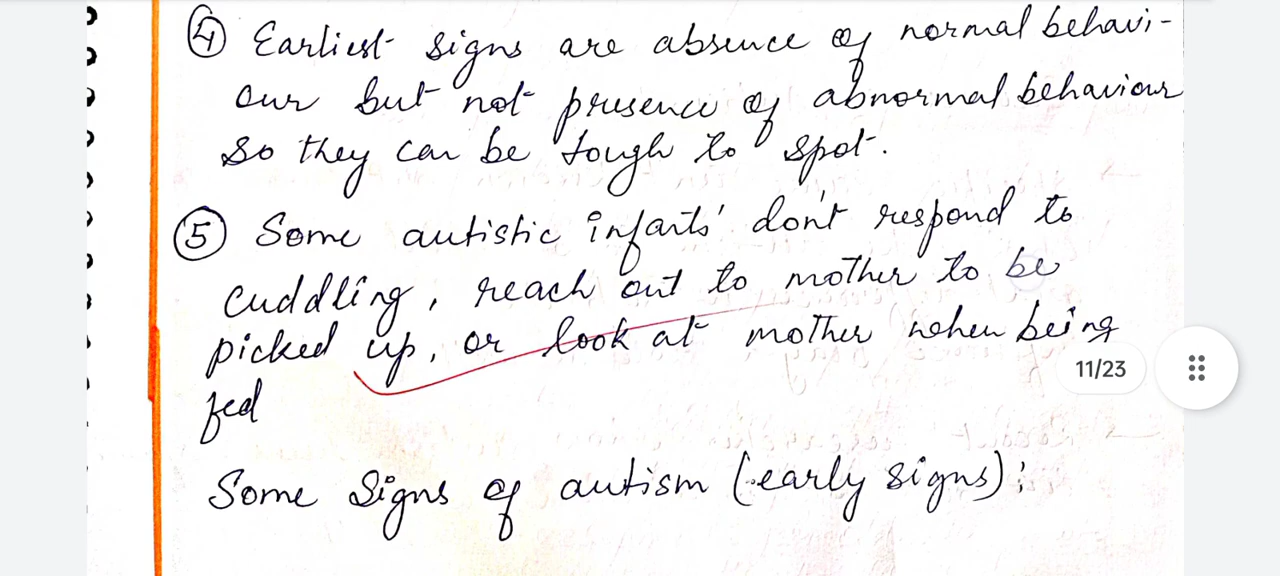 ④ Earliest signs are absence of normal behavi-
our but not presence of abnormal behaviour
so they can be tough to spot.
⑤ Some autistic infants' don't respond to
cuddling, reach out to mother to be
picked up, or look at mother when being
11/23
fed
Some Signs of autism (early signs):